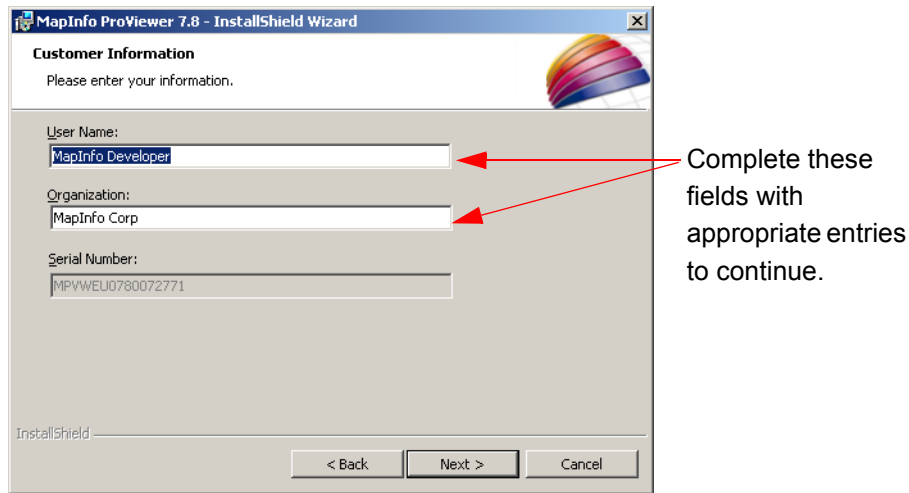 MapInfo ProViewer 7.8 - InstallShield Wizard
Customer Information
Please enter your information.
User Name:
MapInfo Developer
Organization:
MapInfo Corp
Serial Number:
MPVWEU0780072771
InstallShield
< Back
Next >
Cancel
Complete these
fields with
appropriate entries
to continue.